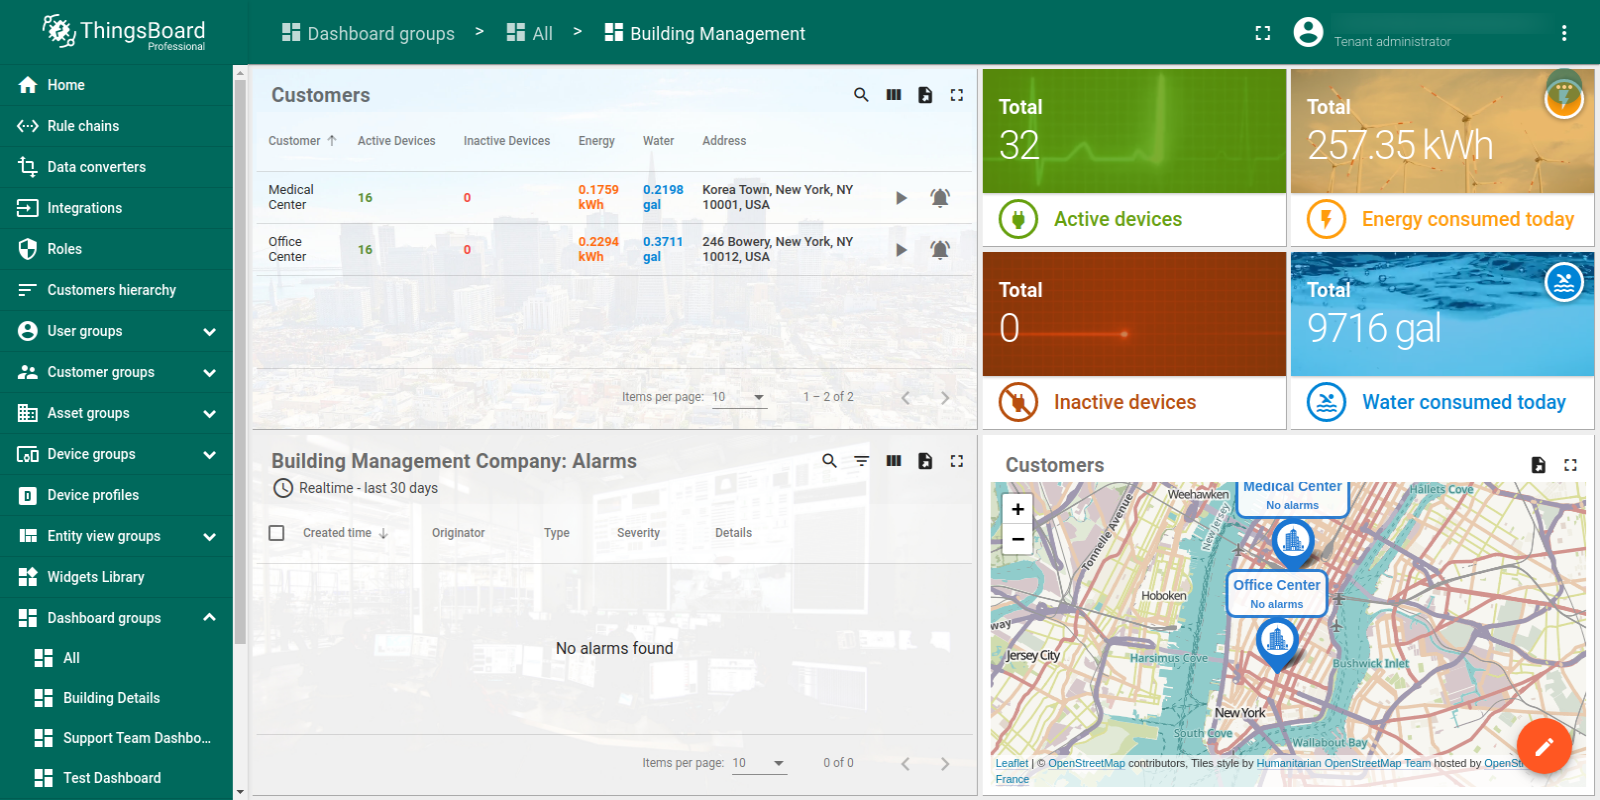 ThingsBoard
Professional
Dashboard groups > All > Building Management
Tenant administrator
Home
Rule chains
Data converters
Integrations
Roles
Customers hierarchy
User groups
Customer groups
Asset groups
Device groups
Device profiles
Entity view groups
Widgets Library
Dashboard groups
All
Building Details
Support Team Dashbo...
Test Dashboard
Customers
Customer Active Devices Inactive Devices Energy Water Address
Medical Center 16 0 0.1759 kWh 0.2198 gal Korea Town, New York, NY 10001, USA
Office Center 16 0 0.2294 kWh 0.3711 gal 246 Bowery, New York, NY 10012, USA
Items per page: 10 1 – 2 of 2
Total
32
Active devices
Total
257.35 kWh
Energy consumed today
Total
0
Inactive devices
Total
9716 gal
Water consumed today
Building Management Company: Alarms
Realtime - last 30 days
Created time Originator Type Severity Details
No alarms found
Items per page: 10 0 of 0
Customers
+
−
Weehawken
Medical Center
No alarms
Hallets Cove
Tonnelle Avenue
New Jersey
Office Center
No alarms
Hoboken
way
Jersey City
Harsimus Cove
Bushwick Inlet
New York
South Cove
Wallabout Bay
Leaflet | © OpenStreetMap contributors, Tiles style by Humanitarian OpenStreetMap Team hosted by OpenSt
France